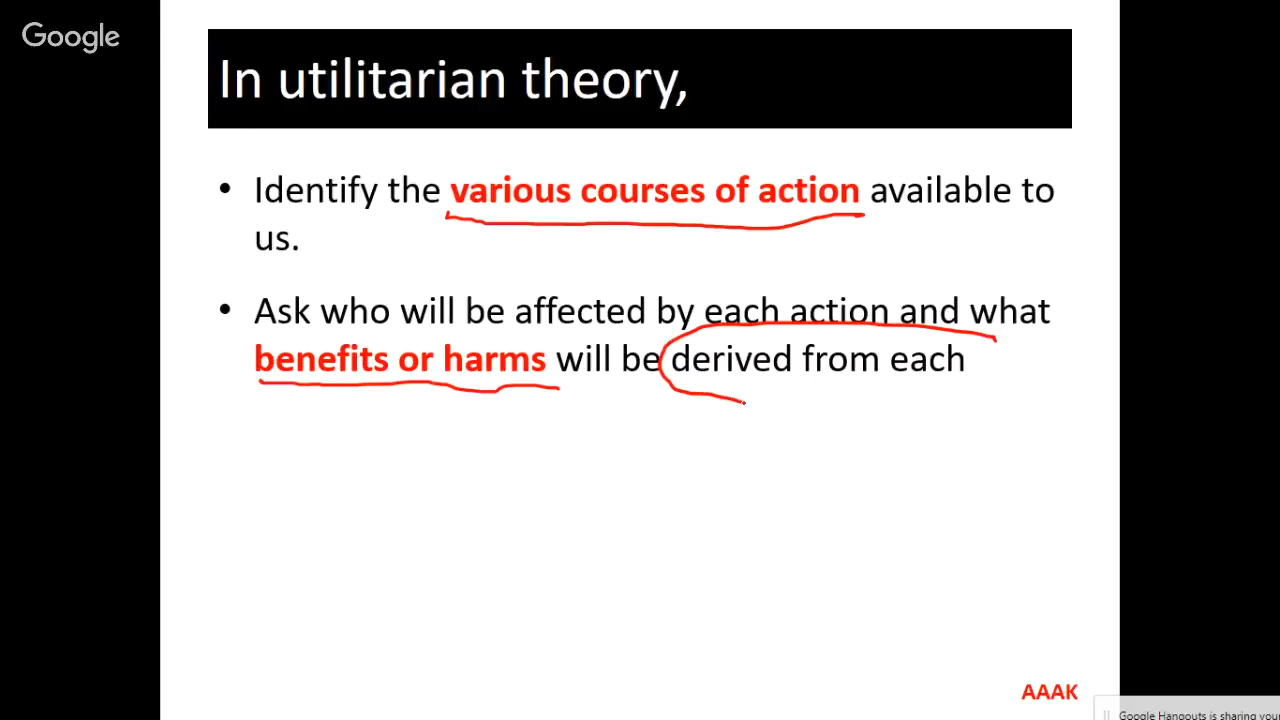 Google
In utilitarian theory,
• Identify the various courses of action available to
us.
• Ask who will be affected by each action and what
benefits or harms will be derived from each
AAAK
Google Hangouts is sharing your